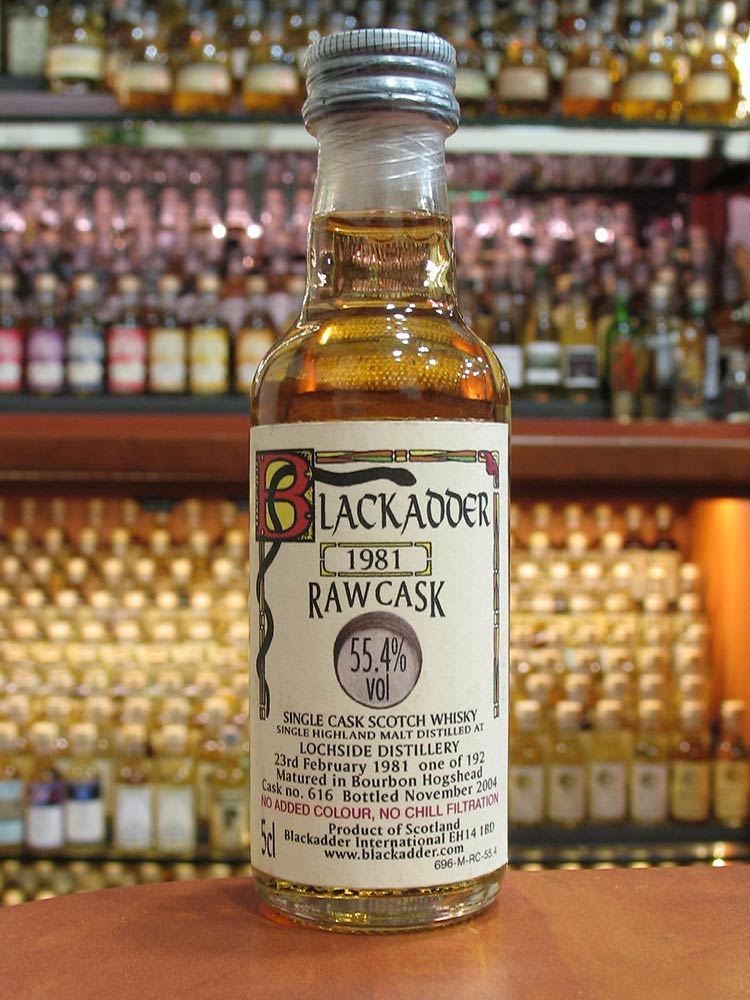 BLACKADDER
1981
RAW CASK
55.4%
vol
SINGLE CASK SCOTCH WHISKY
SINGLE HIGHLAND MALT DISTILLED AT
LOCHSIDE DISTILLERY
23rd February 1981 one of 192
Matured in Bourbon Hogshead
Cask no. 616 Bottled November 2004
NO ADDED COLOUR, NO CHILL FILTRATION
Product of Scotland
5cl
Blackadder International EH14 1BD
www.blackadder.com
696-M-RC-55.4